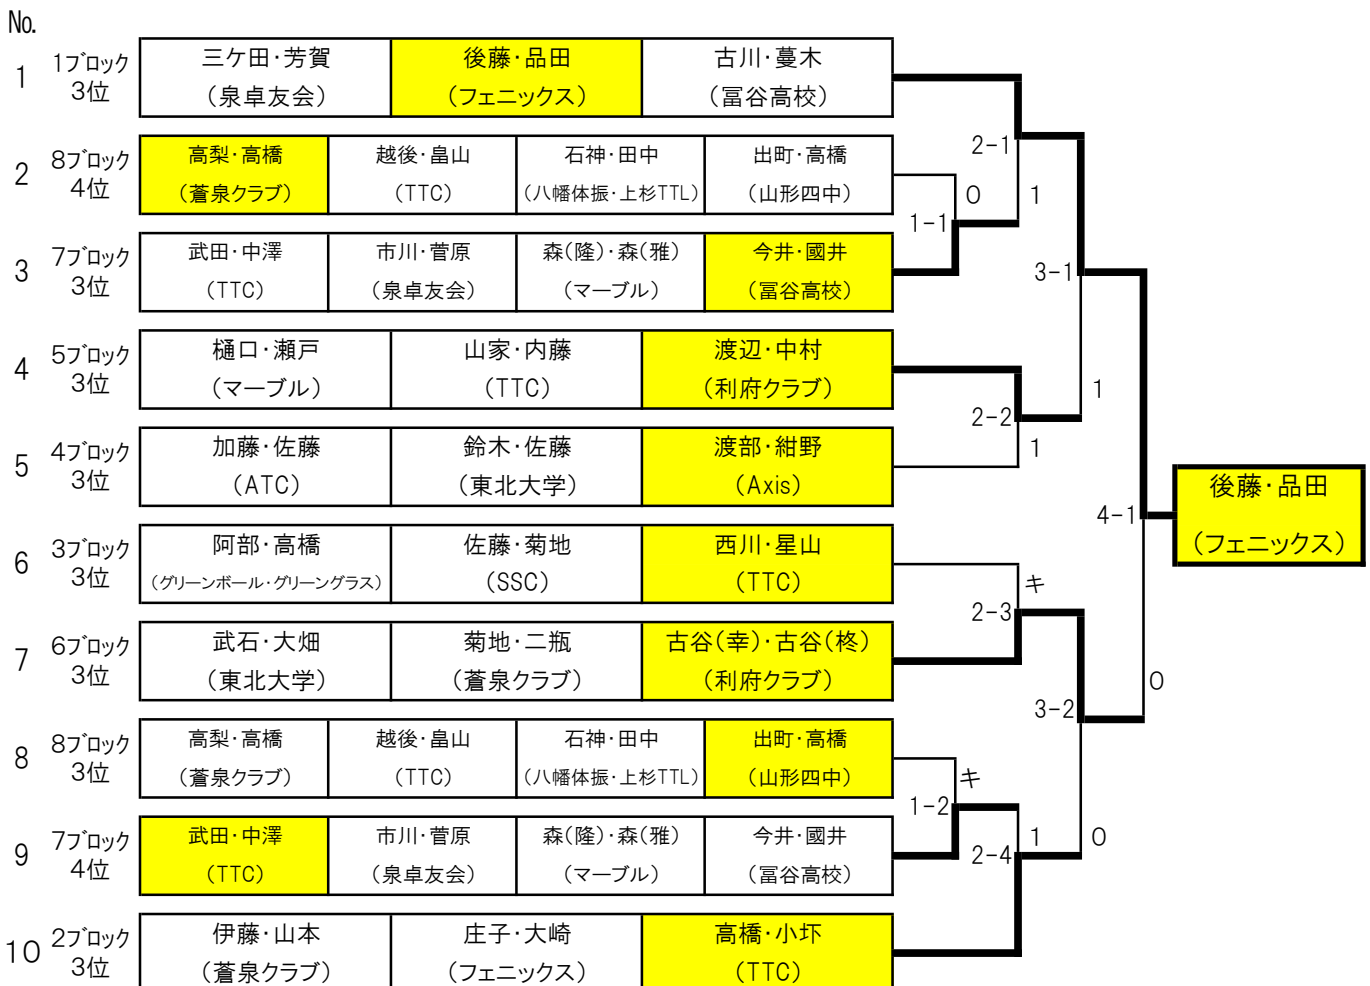 No.
1 1ブロック 3位 三ケ田・芳賀 後藤・品田 古川・蔓木
(泉卓友会) (フェニックス) (冨谷高校)
2 8ブロック 4位 高梨・高橋 越後・畠山 石神・田中 出町・高橋
(蒼泉クラブ) (TTC) (八幡体振・上杉TTL) (山形四中)
3 7ブロック 3位 武田・中澤 市川・菅原 森(隆)・森(雅) 今井・國井
(TTC) (泉卓友会) (マーブル) (冨谷高校)
4 5ブロック 3位 樋口・瀬戸 山家・内藤 渡辺・中村
(マーブル) (TTC) (利府クラブ)
5 4ブロック 3位 加藤・佐藤 鈴木・佐藤 渡部・紺野
(ATC) (東北大学) (Axis)
6 3ブロック 3位 阿部・高橋 佐藤・菊地 西川・星山
(グリーンボール・グリーングラス) (SSC) (TTC)
7 6ブロック 3位 武石・大畑 菊地・二瓶 古谷(幸)・古谷(柊)
(東北大学) (蒼泉クラブ) (利府クラブ)
8 8ブロック 3位 高梨・高橋 越後・畠山 石神・田中 出町・高橋
(蒼泉クラブ) (TTC) (八幡体振・上杉TTL) (山形四中)
9 7ブロック 4位 武田・中澤 市川・菅原 森(隆)・森(雅) 今井・國井
(TTC) (泉卓友会) (マーブル) (冨谷高校)
10 2ブロック 3位 伊藤・山本 庄子・大崎 高橋・小圷
(蒼泉クラブ) (フェニックス) (TTC)
2-1
1-1 0 1
3-1
1
2-2 1
4-1
キ
2-3
0
3-2
キ
1-2
2-4 1 0
後藤・品田
(フェニックス)